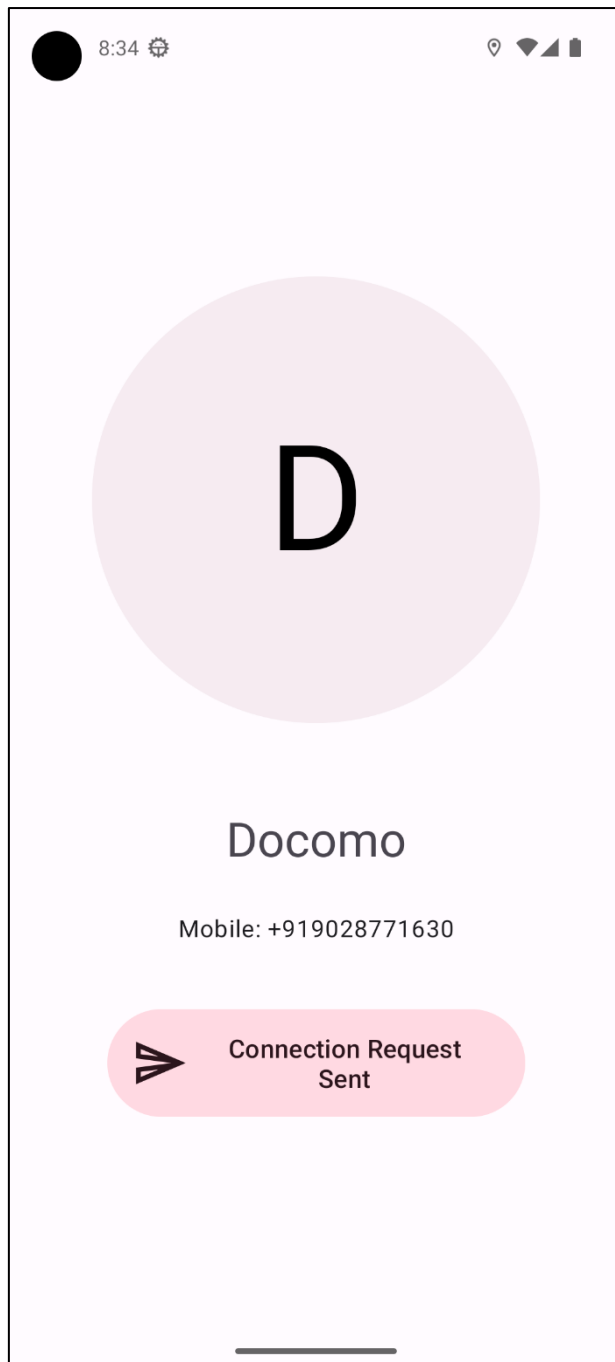 8:34
D
Docomo
Mobile: +919028771630
Connection Request
Sent